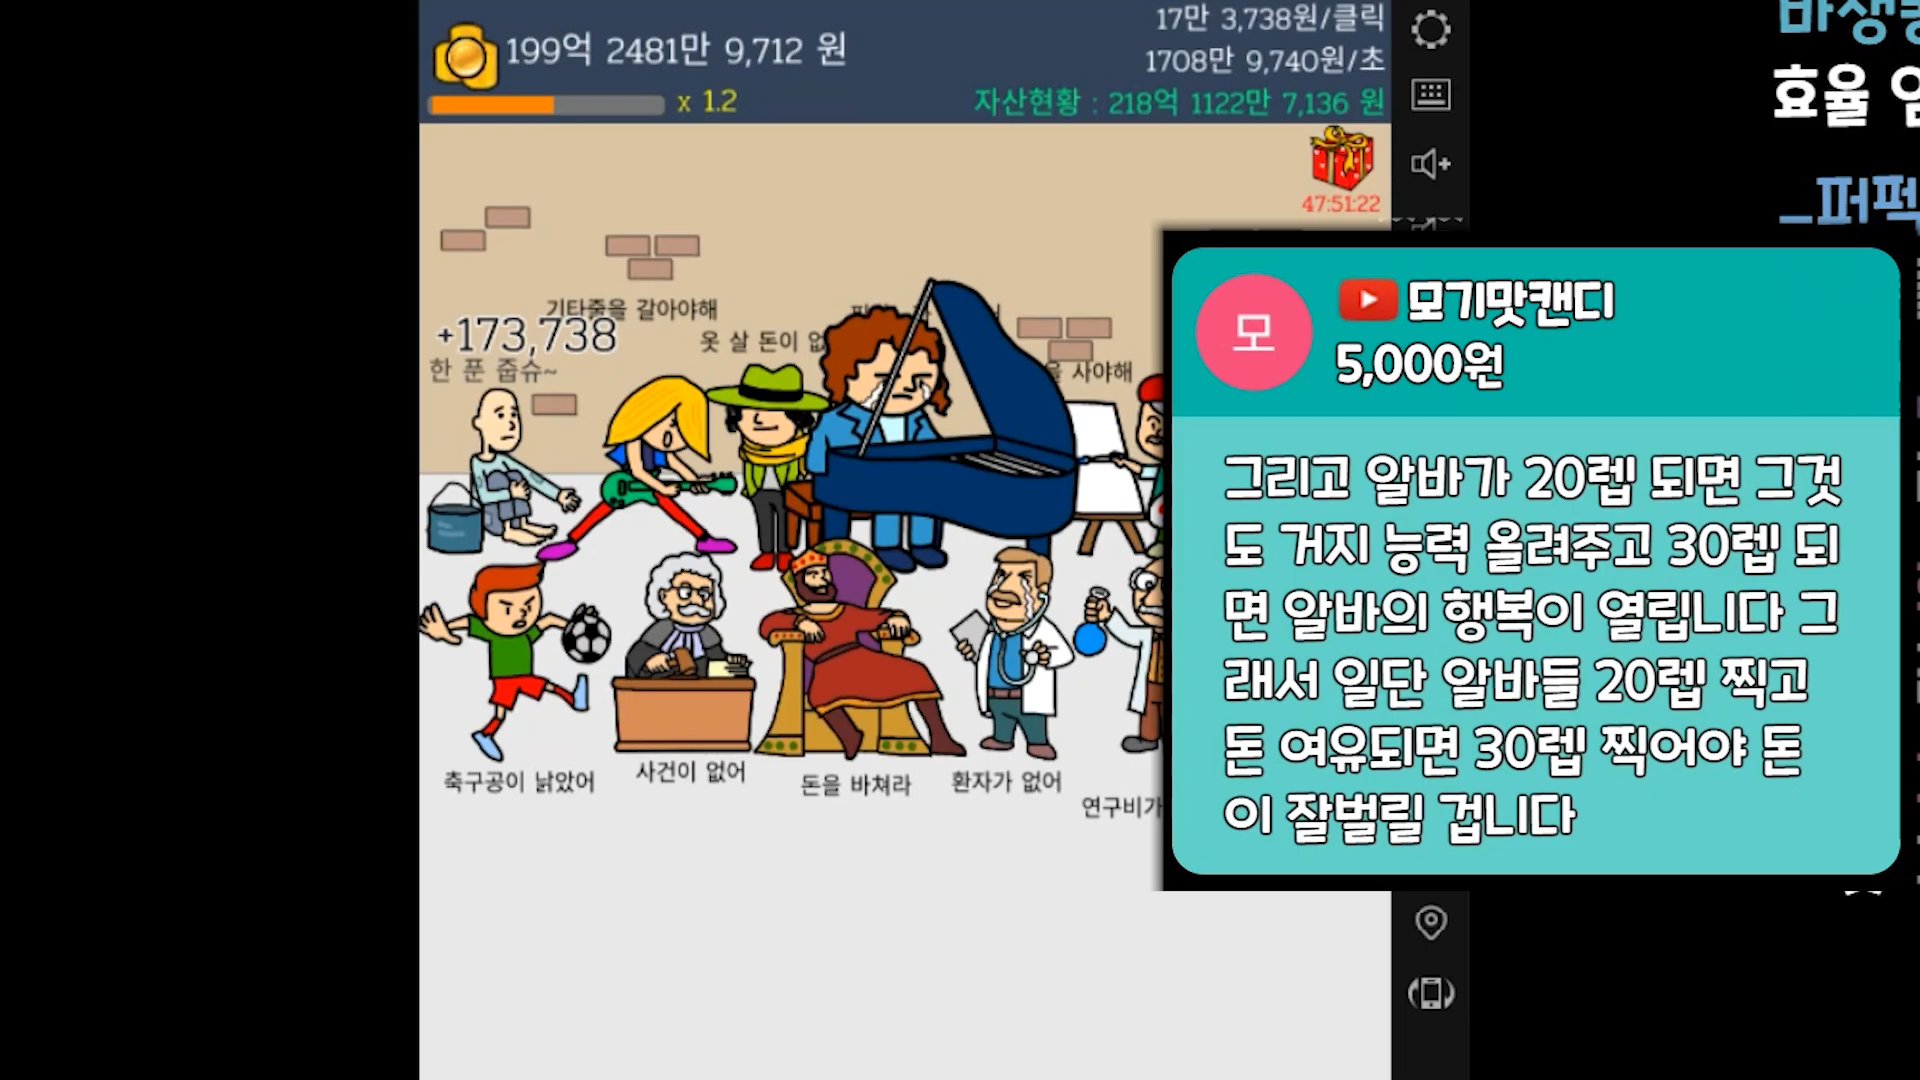 199억 2481만 9,712 원
17만 3,738원/클릭
1708만 9,740원/초
x 1.2
자산현황 : 218억 1122만 7,136 원
47:51:22
효율
_퍼펙
기타줄을 갈아야해
+173,738
옷 살 돈이
한 푼 줍슈~
사야해
모
모기맛캔디
5,000원
그리고 알바가 20렙 되면 그것
도 거지 능력 올려주고 30렙 되
면 알바의 행복이 열립니다 그
래서 일단 알바들 20렙 찍고
돈 여유되면 30렙 찍어야 돈
이 잘벌릴 겁니다
축구공이 낡았어
사건이 없어
돈을 바쳐라
환자가 없어
연구비가